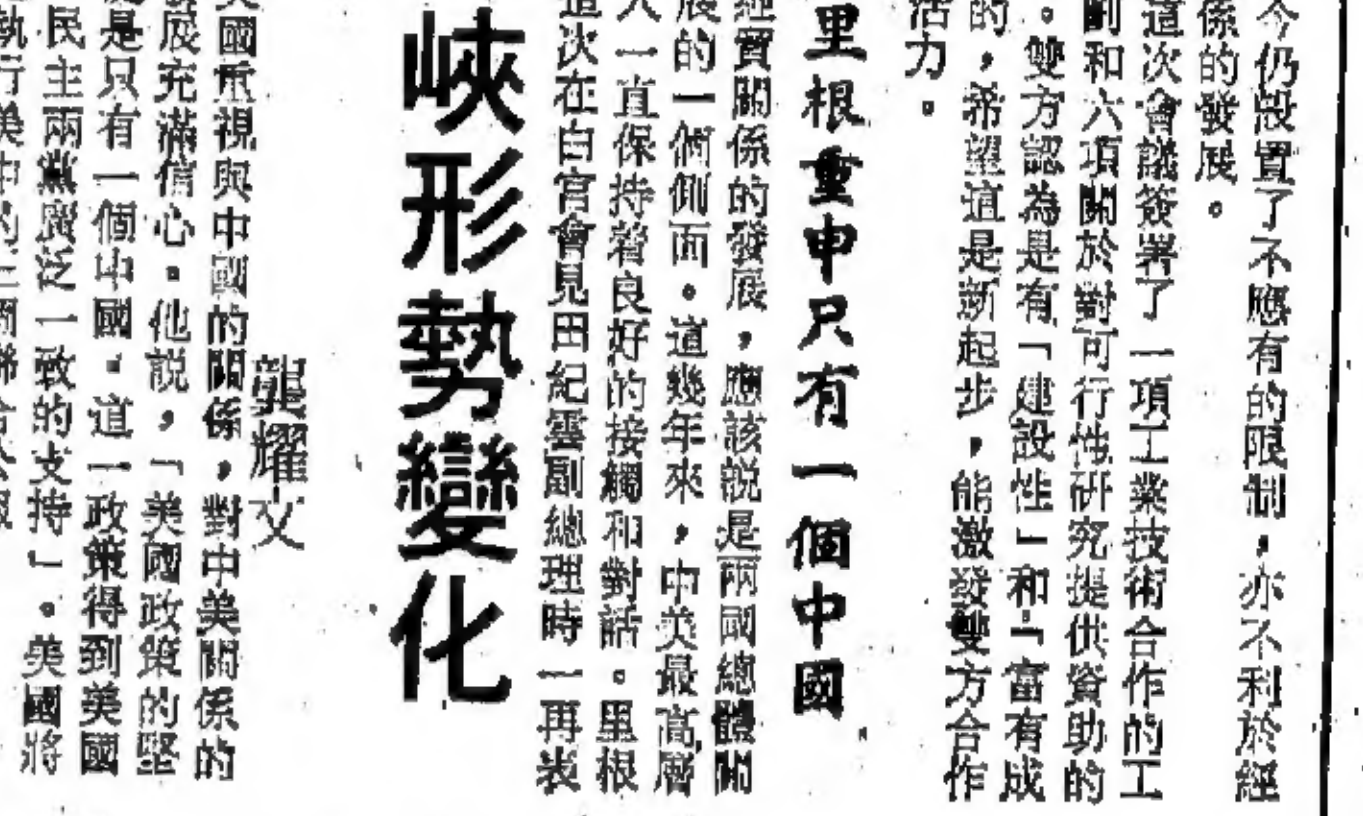 今仍設置了不應有的限制，亦不利於經
係的發展。
這次會議簽署了一項工業技術合作的工
劃和六項關於對可行性研究提供資助的
。雙方認為是有「建設性」和「富有成
的，希望這是新起步，能激發雙方合作
活力。
里根重申只有一個中國
經貿關係的發展，應該說是兩國總體關
展的一個側面。這幾年來，中美最高層
人一直保持着良好的接觸和對話。里根
這次在白宮會見田紀雲副總理時一再表
峽形勢變化
龔耀文
美國重視與中國的關係，對中美關係的
發展充滿信心。他說，「美國政策的堅
是只有一個中國。這一政策得到美國
民主兩黨廣泛一致的支持」。美國將
執行美中的三個聯合公報